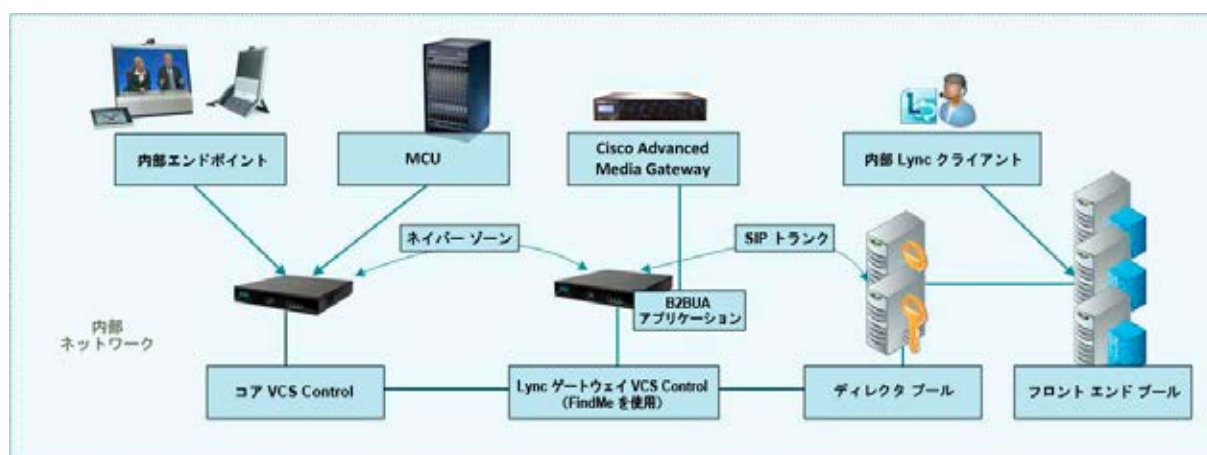 内部エンドポイント
MCU
Cisco Advanced
Media Gateway
内部 Lync クライアント
ネイバー ゾーン
SIP トランク
B2BUA
アプリケーション
内部
ネットワーク
コア VCS Control
Lync ゲートウェイ VCS Control
(FindMe を使用)
ディレクタ プール
フロント エンド プール